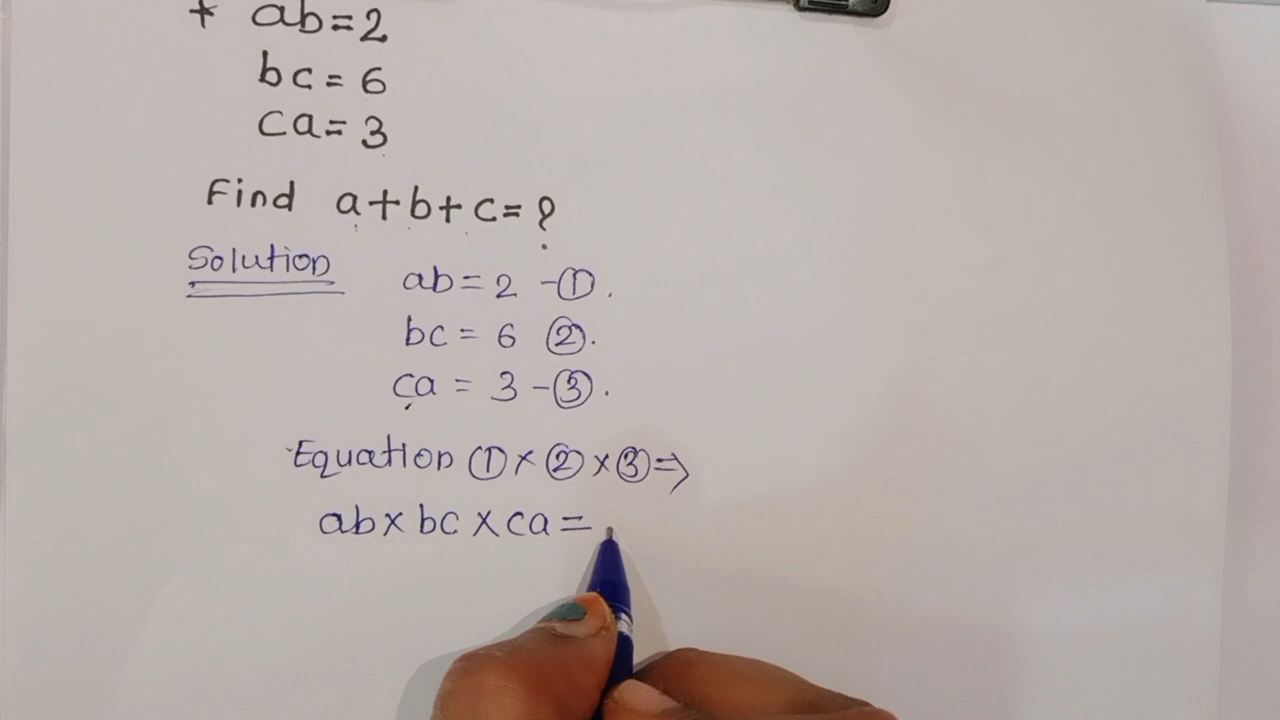 * ab=2
bc=6
ca=3
Find a+b+c=?
Solution
ab=2 -①.
bc=6 ②.
ca=3-③.
Equation ①×②×③⇒
ab×bc×ca=